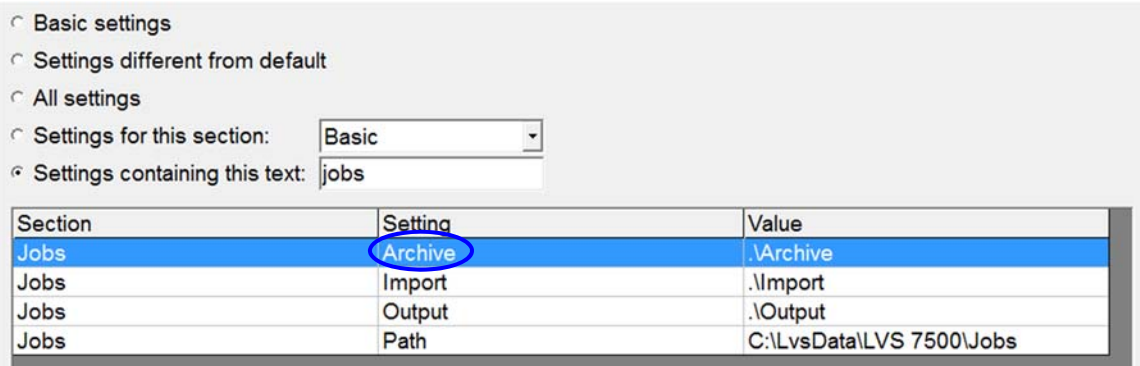 Basic settings
Settings different from default
All settings
Settings for this section: Basic
Settings containing this text: jobs
Section Setting Value
Jobs Archive .\Archive
Jobs Import .\Import
Jobs Output .\Output
Jobs Path C:\LvsData\LVS 7500\Jobs